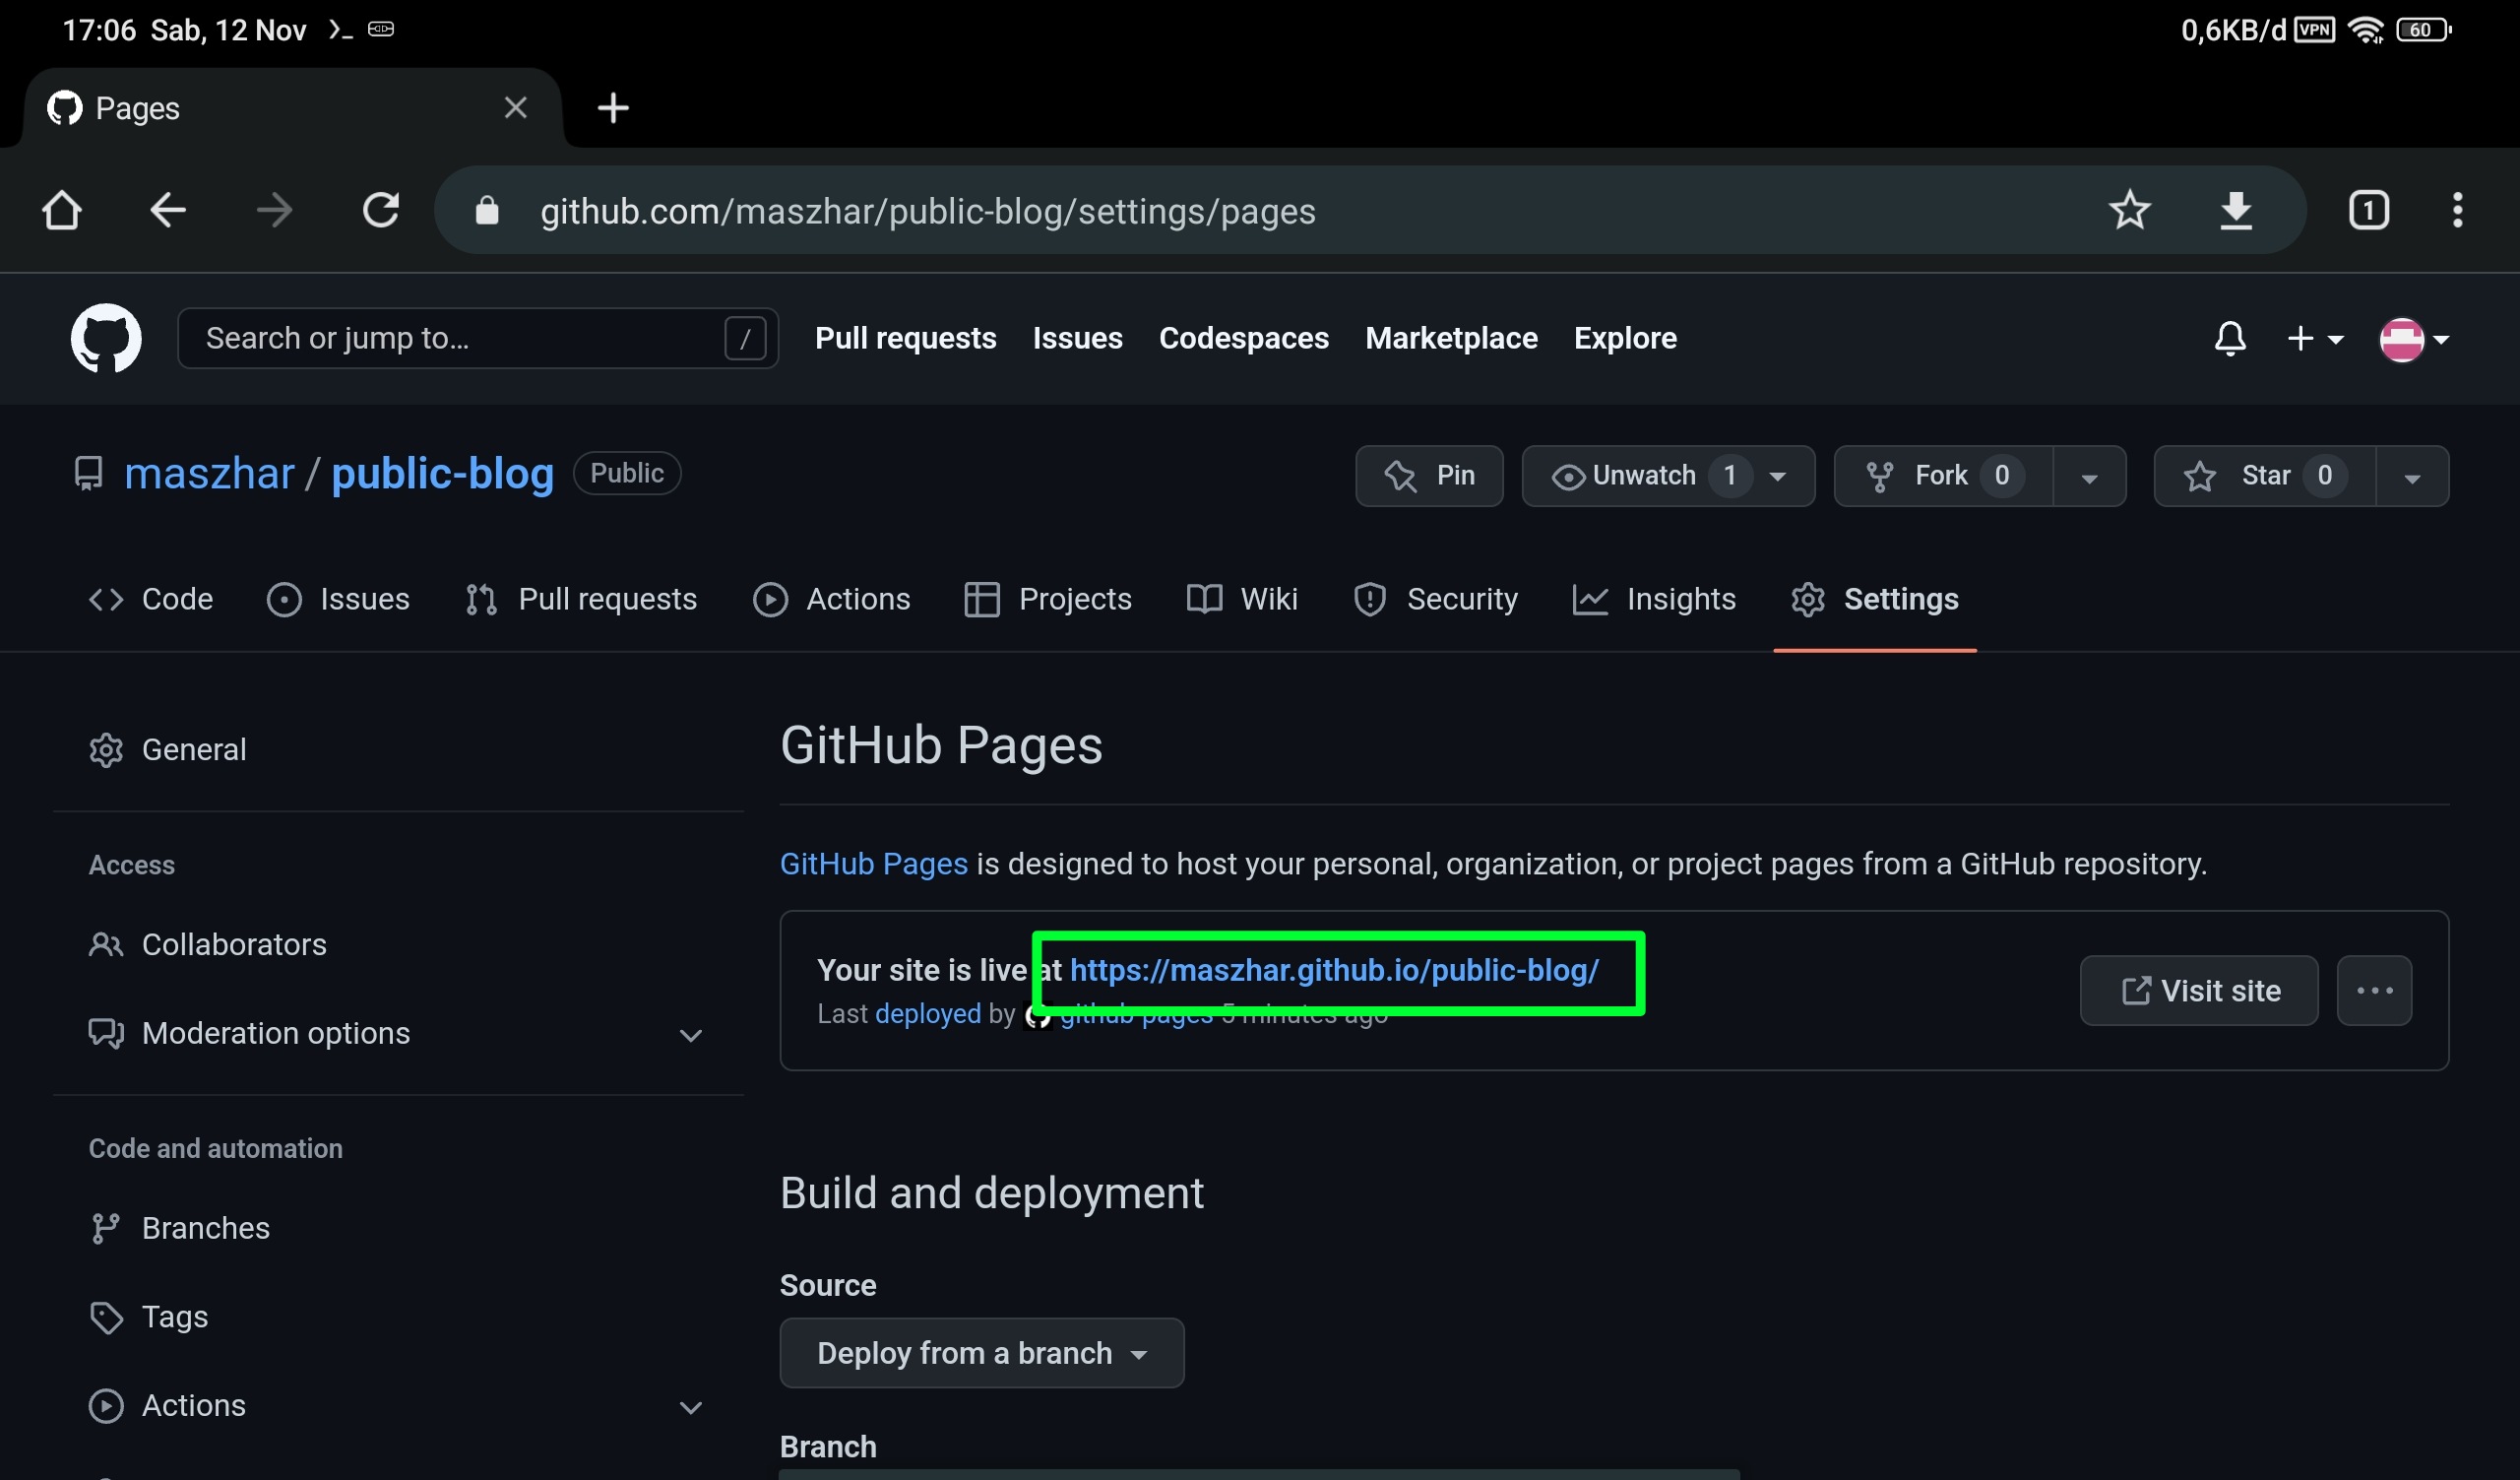 17:06 Sab, 12 Nov
0,6KB/d VPN 60
Pages
github.com/maszhar/public-blog/settings/pages
1
Search or jump to... /
Pull requests Issues Codespaces Marketplace Explore
maszhar / public-blog Public
Pin Unwatch 1 Fork 0 Star 0
Code Issues Pull requests Actions Projects Wiki Security Insights Settings
General
Access
Collaborators
Moderation options
Code and automation
Branches
Tags
Actions
GitHub Pages
GitHub Pages is designed to host your personal, organization, or project pages from a GitHub repository.
Your site is live at https://maszhar.github.io/public-blog/
Last deployed by github pages 5 minutes ago
Visit site
Build and deployment
Source
Deploy from a branch
Branch